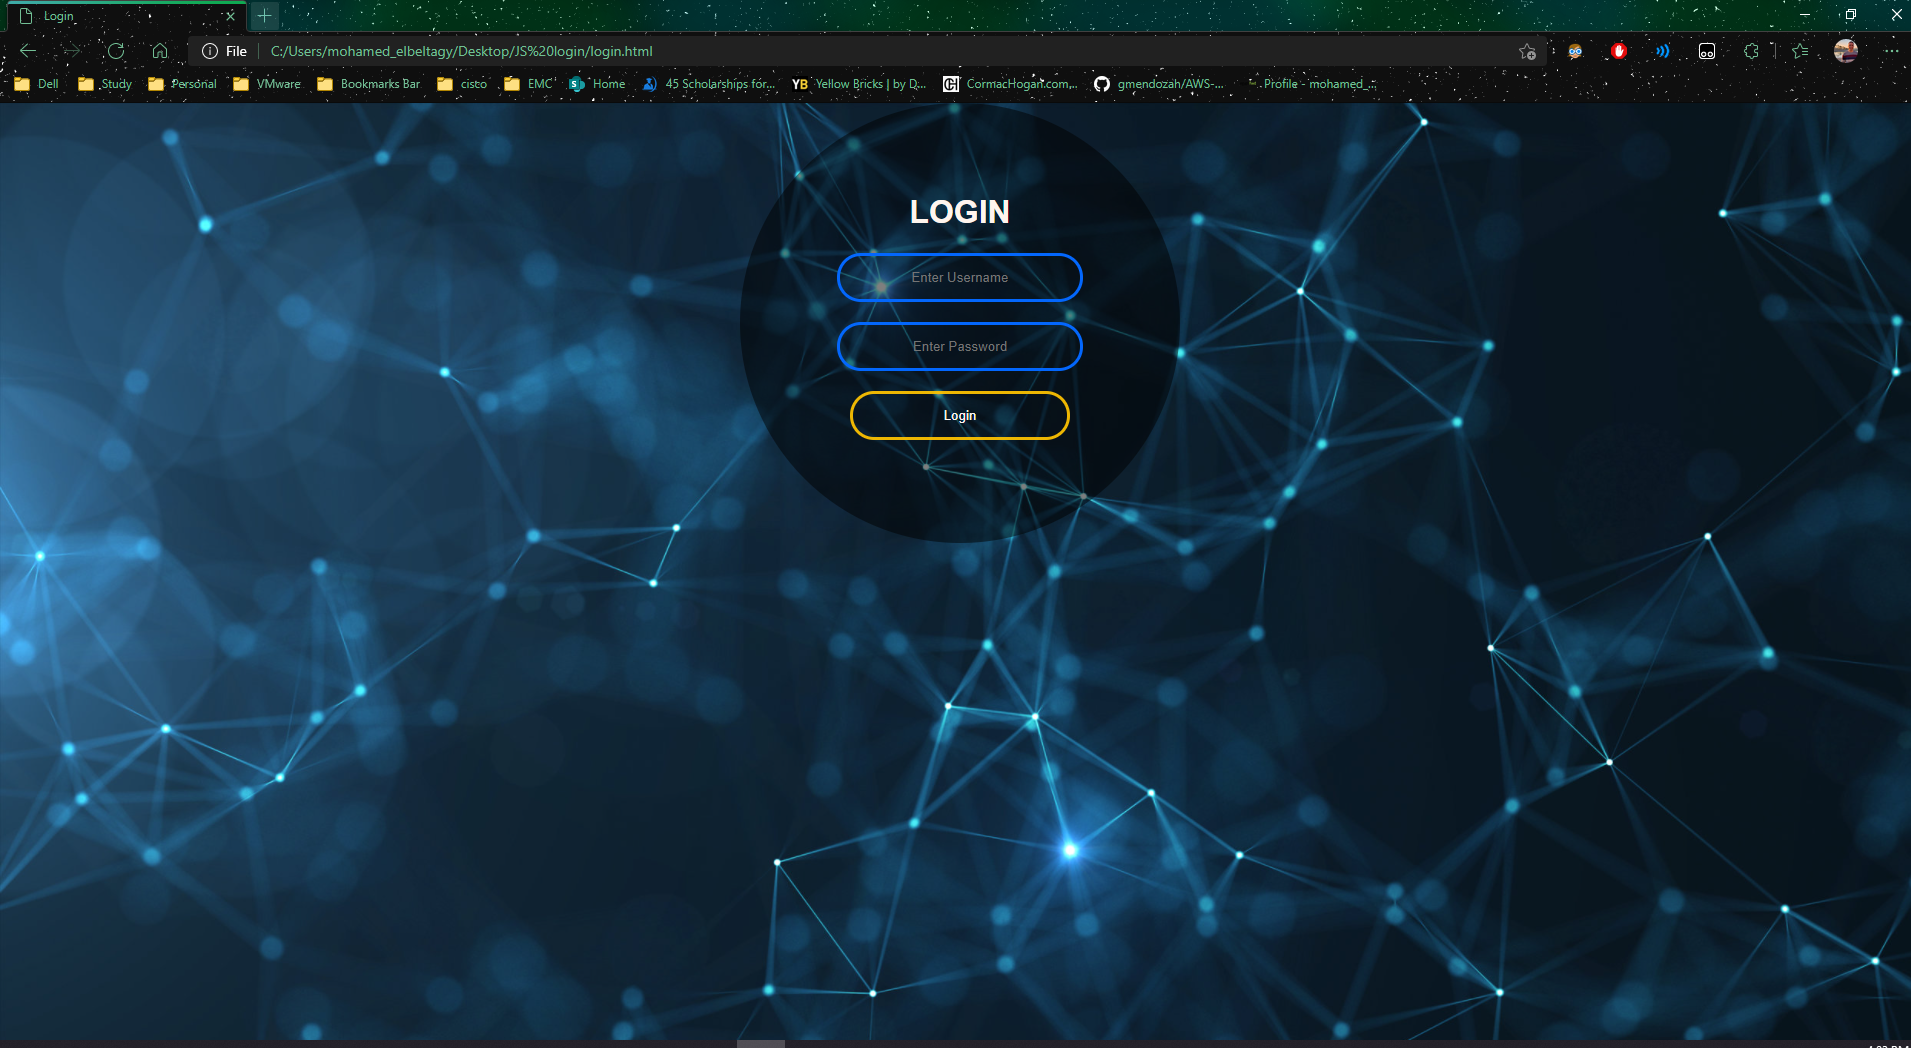 Login
File
C:/Users/mohamed_elbeltagy/Desktop/JS%20login/login.html
Dell Study Personal VMware Bookmarks Bar cisco EMC Home 45 Scholarships for... YB Yellow Bricks | by D... CH CormacHogan.com,... gmendozah/AWS-... Profile - mohamed_...
LOGIN
Enter Username
Enter Password
Login